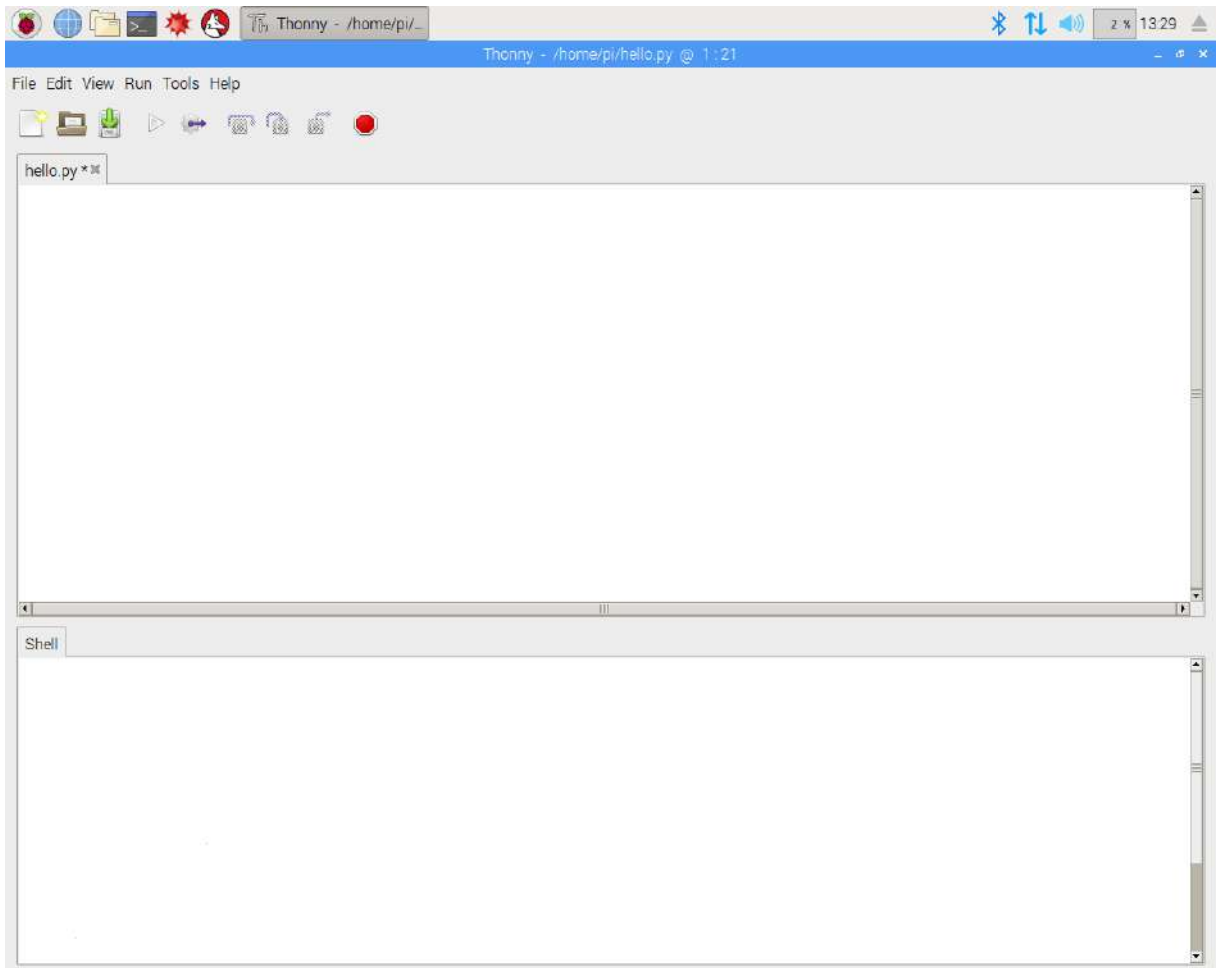 Thonny - /home/pi/_
2 % 13:29
Thonny - /home/pi/hello.py @ 1 : 21
File Edit View Run Tools Help
hello.py *
Shell